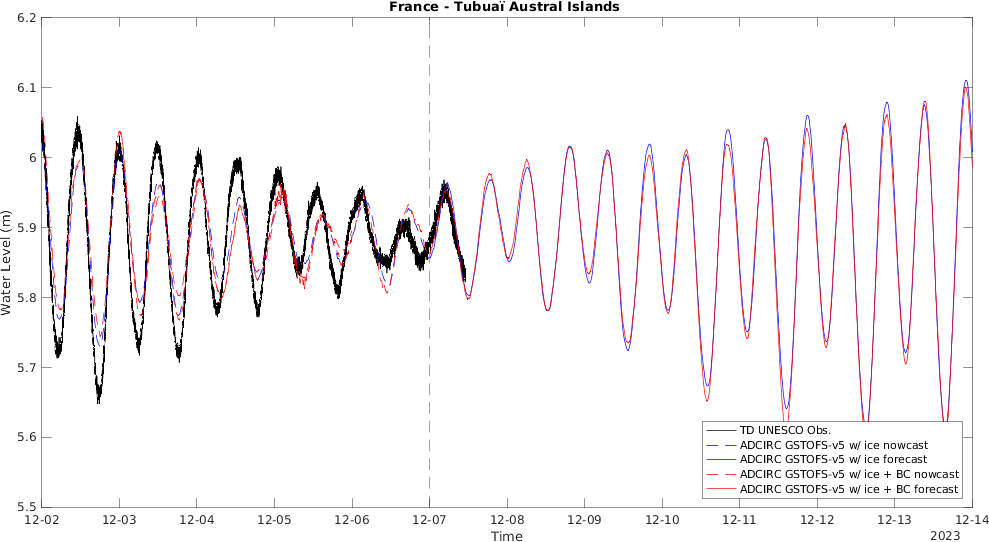 France - Tubuaï Austral Islands
6.2
6.1
6
5.9
5.8
5.7
5.6
5.5
Water Level (m)
TD UNESCO Obs.
ADCIRC GSTOFS-v5 w/ ice nowcast
ADCIRC GSTOFS-v5 w/ ice forecast
ADCIRC GSTOFS-v5 w/ ice + BC nowcast
ADCIRC GSTOFS-v5 w/ ice + BC forecast
12-02 12-03 12-04 12-05 12-06 12-07 12-08 12-09 12-10 12-11 12-12 12-13 12-14
Time
2023